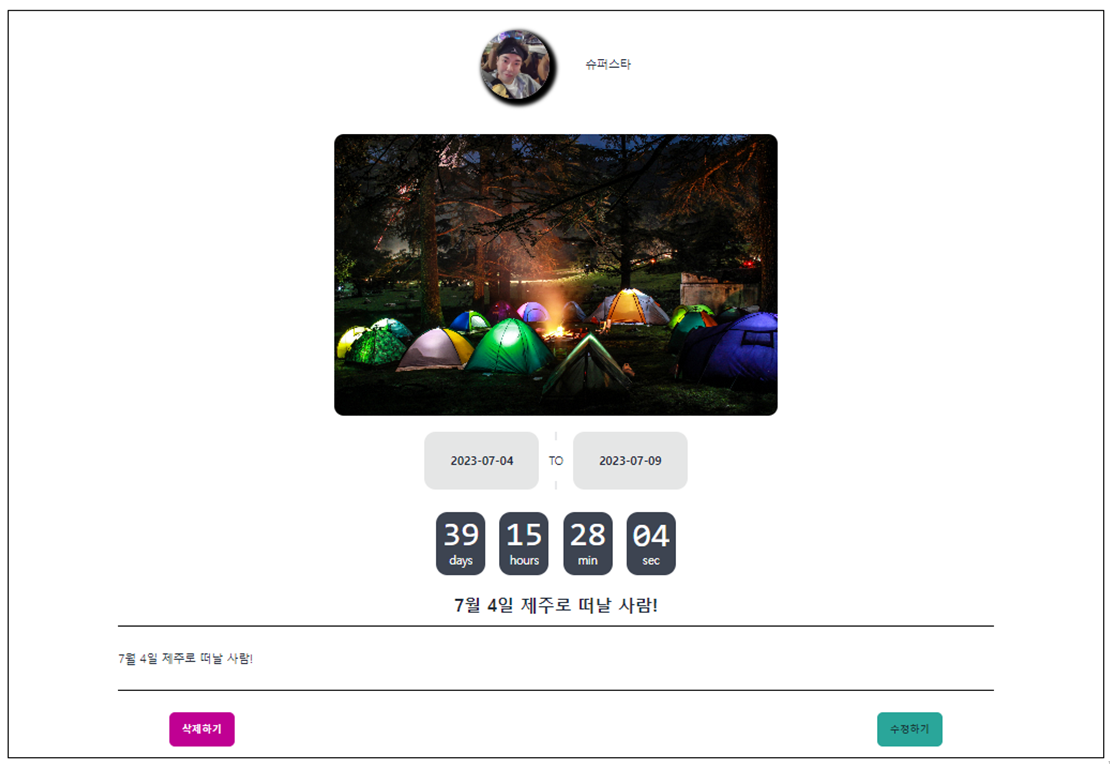 슈퍼스타
2023-07-04 TO 2023-07-09
39 15 28 04
days hours min sec
7월 4일 제주로 떠날 사람!
7월 4일 제주로 떠날 사람!
삭제하기 수정하기